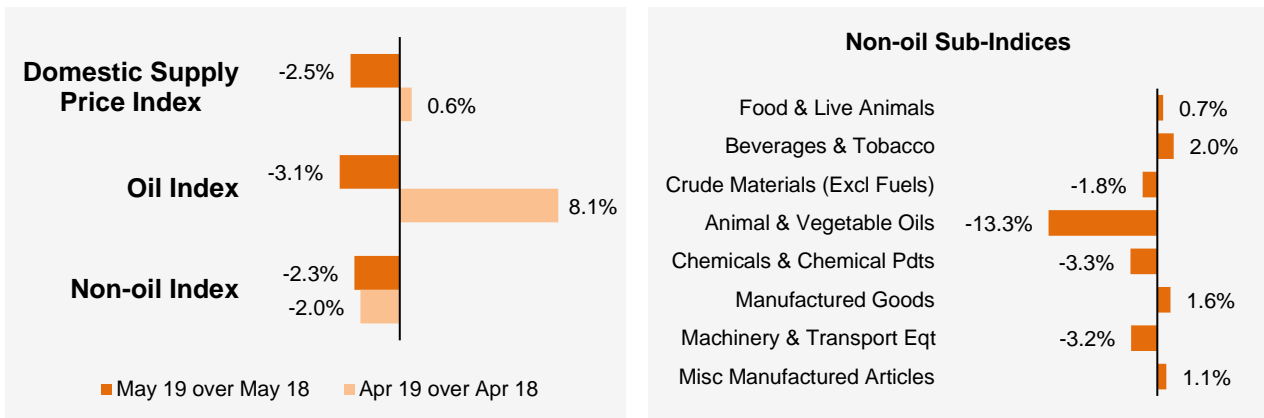 Domestic Supply
Price Index
-2.5%
0.6%
Oil Index
-3.1%
8.1%
Non-oil Index
-2.3%
-2.0%
May 19 over May 18
Apr 19 over Apr 18
Non-oil Sub-Indices
Food & Live Animals
0.7%
Beverages & Tobacco
2.0%
Crude Materials (Excl Fuels)
-1.8%
Animal & Vegetable Oils
-13.3%
Chemicals & Chemical Pdts
-3.3%
Manufactured Goods
1.6%
Machinery & Transport Eqt
-3.2%
Misc Manufactured Articles
1.1%